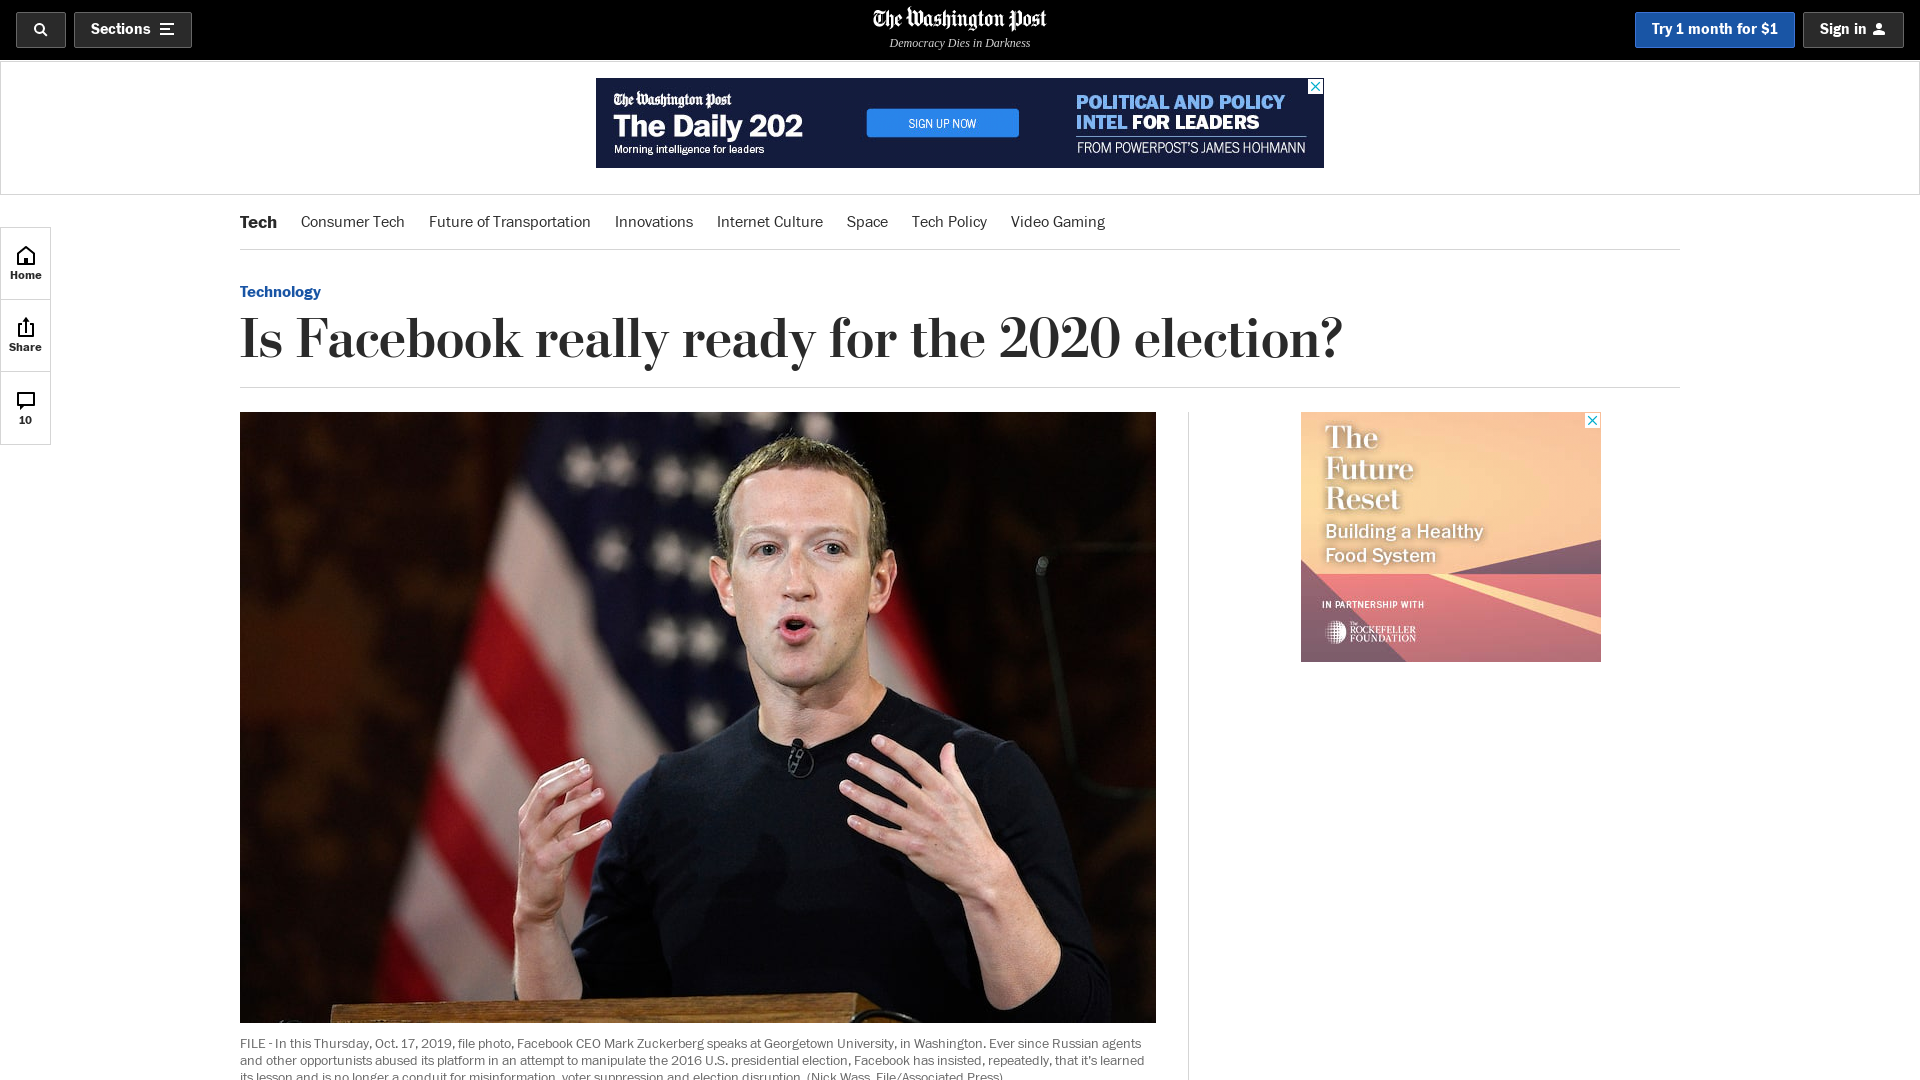 Sections
The Washington Post
Democracy Dies in Darkness
Try 1 month for $1
Sign in
The Washington Post
The Daily 202
Morning intelligence for leaders
SIGN UP NOW
POLITICAL AND POLICY
INTEL FOR LEADERS
FROM POWERPOST'S JAMES HOHMANN
Home
Share
10
Tech Consumer Tech Future of Transportation Innovations Internet Culture Space Tech Policy Video Gaming
Technology
Is Facebook really ready for the 2020 election?
The
Future
Reset
Building a Healthy
Food System
IN PARTNERSHIP WITH
The
ROCKEFELLER
FOUNDATION
FILE - In this Thursday, Oct. 17, 2019, file photo, Facebook CEO Mark Zuckerberg speaks at Georgetown University, in Washington. Ever since Russian agents
and other opportunists abused its platform in an attempt to manipulate the 2016 U.S. presidential election, Facebook has insisted, repeatedly, that it's learned
its lesson and is no longer a conduit for misinformation, voter suppression and election disruption. (Nick Wass, File/Associated Press)